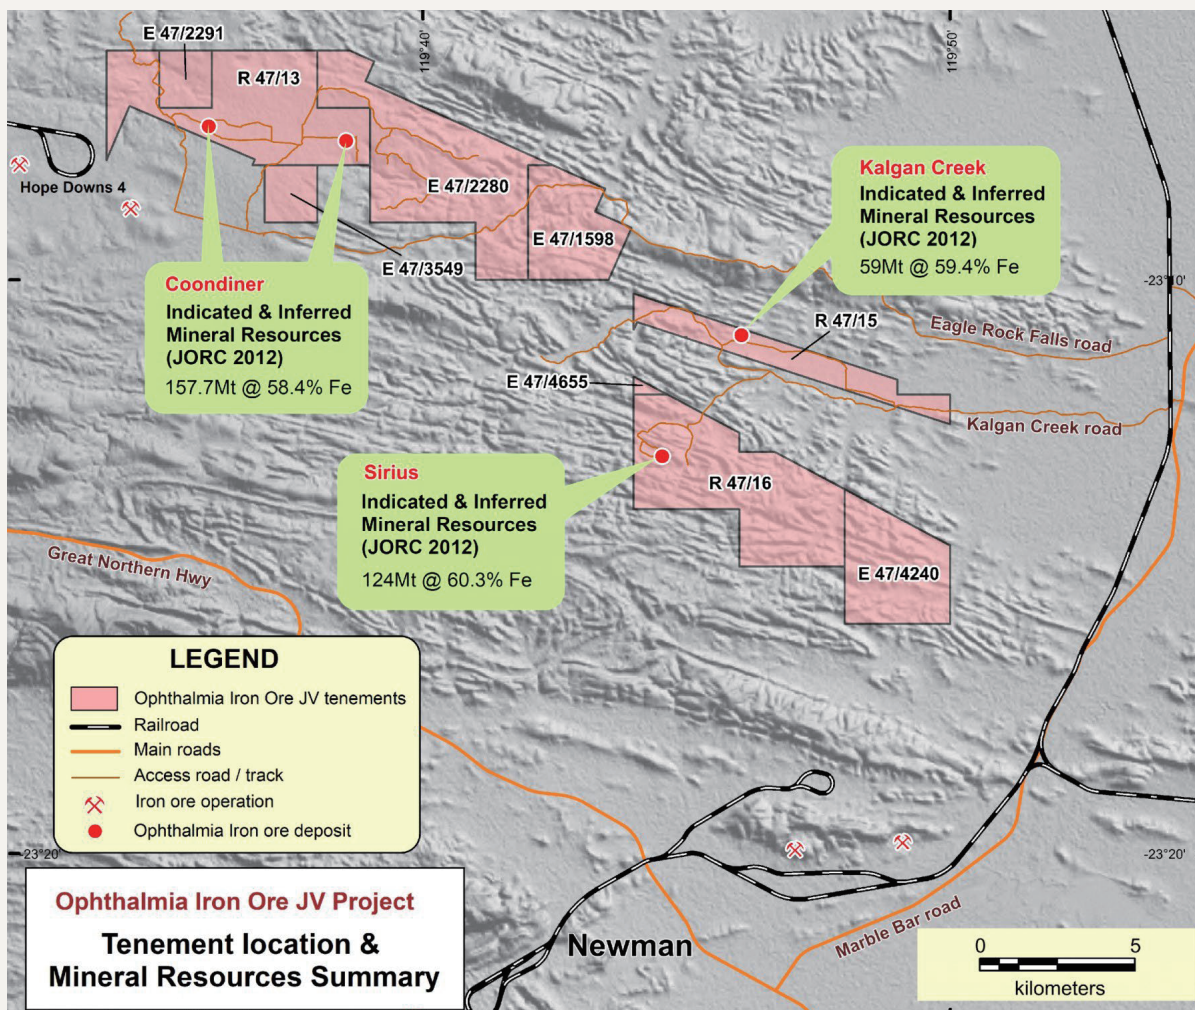 E 47/2291
R 47/13
119°40'
119°50'
Hope Downs 4
E 47/2280
E 47/1598
E 47/3549
Kalgan Creek
Indicated & Inferred
Mineral Resources
(JORC 2012)
59Mt @ 59.4% Fe
-23°10'
Coondiner
Indicated & Inferred
Mineral Resources
(JORC 2012)
157.7Mt @ 58.4% Fe
R 47/15
Eagle Rock Falls road
E 47/4655
Kalgan Creek road
Sirius
Indicated & Inferred
Mineral Resources
(JORC 2012)
124Mt @ 60.3% Fe
R 47/16
E 47/4240
Great Northern Hwy
LEGEND
Ophthalmia Iron Ore JV tenements
Railroad
Main roads
Access road / track
Iron ore operation
Ophthalmia Iron ore deposit
-23°20'
-23°20'
Ophthalmia Iron Ore JV Project
Tenement location &
Mineral Resources Summary
Newman
Marble Bar road
0 5
kilometers